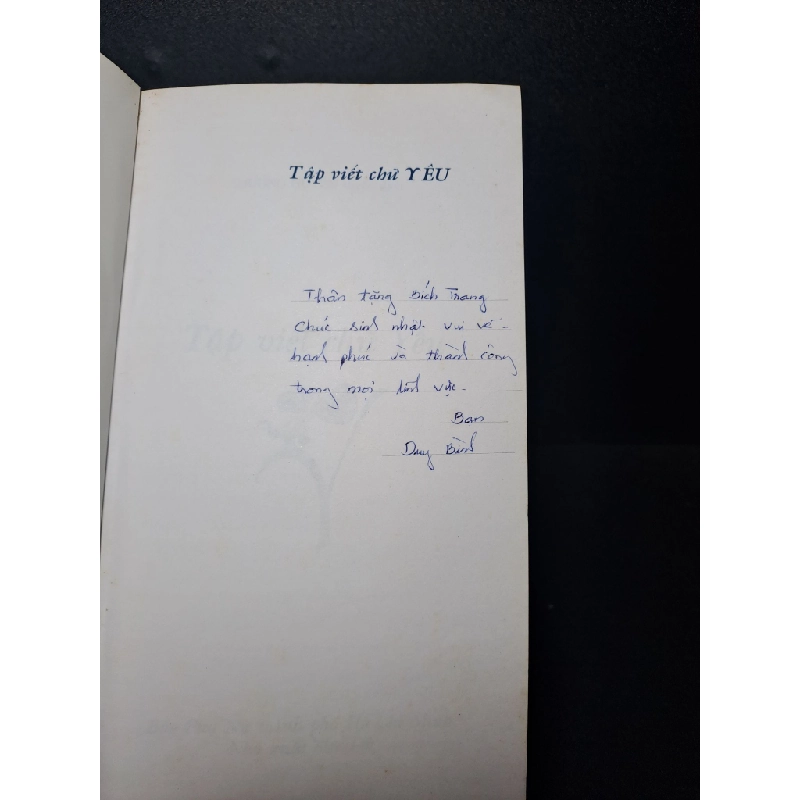 Tập viết chữ YÊU
Thân tặng Bích Trang
Chúc sinh nhật vui vẻ
hạnh phúc và thành công
trong mọi lĩnh vực.
Bạn
Duy Bình